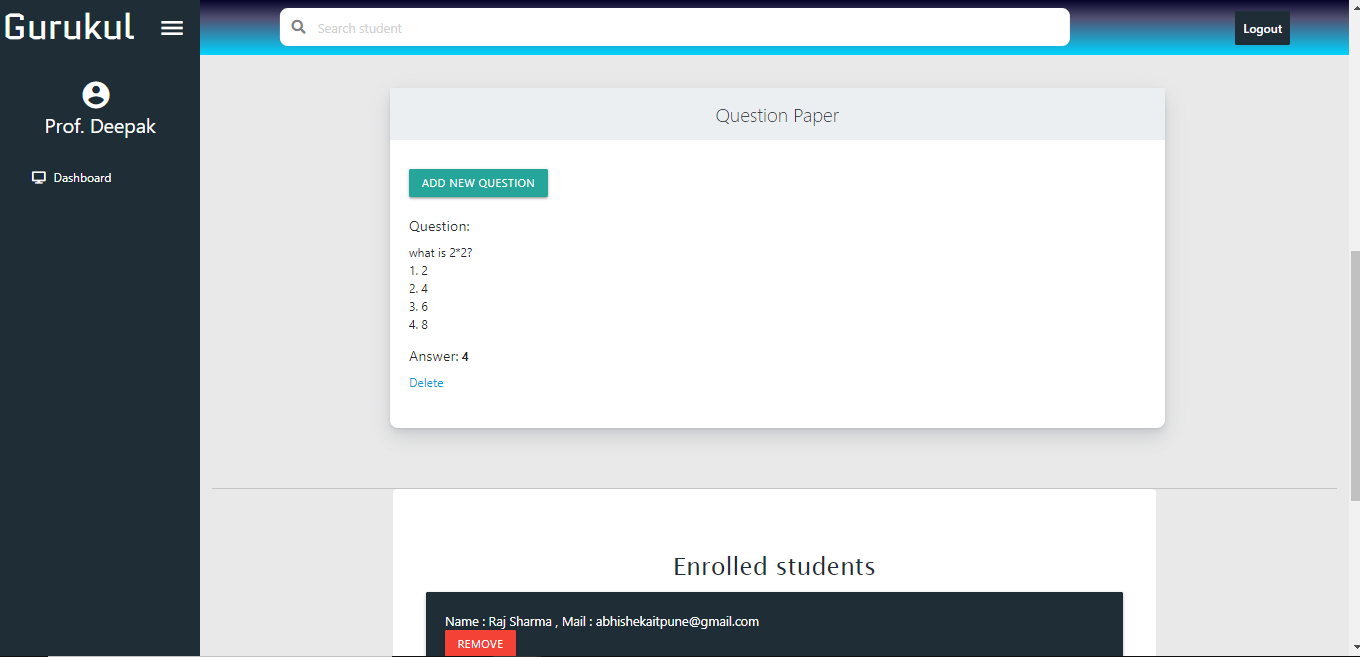 Gurukul
Search student
Logout
Prof. Deepak
Dashboard
Question Paper
ADD NEW QUESTION
Question:
what is 2*2?
1. 2
2. 4
3. 6
4. 8
Answer: 4
Delete
Enrolled students
Name : Raj Sharma , Mail : abhishekaitpune@gmail.com
REMOVE